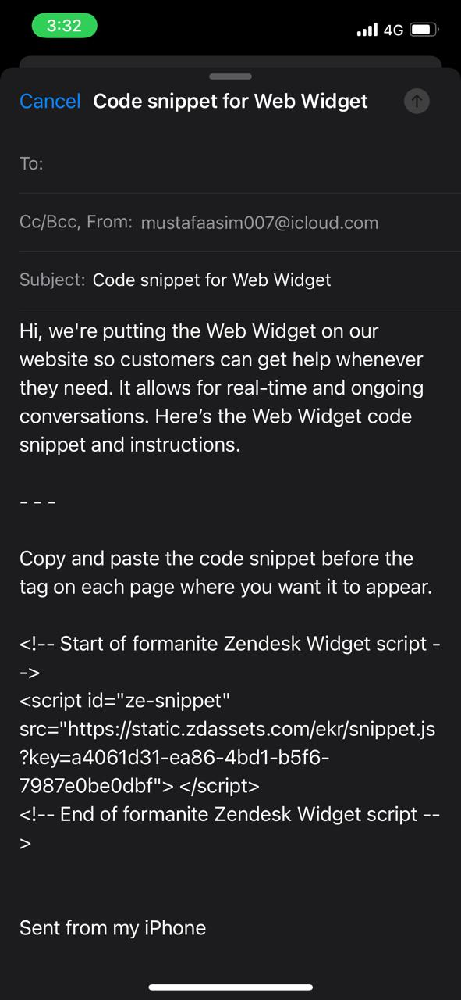 3:32
4G
Cancel Code snippet for Web Widget
To:
Cc/Bcc, From: mustafaasim007@icloud.com
Subject: Code snippet for Web Widget
Hi, we're putting the Web Widget on our
website so customers can get help whenever
they need. It allows for real-time and ongoing
conversations. Here’s the Web Widget code
snippet and instructions.
- - -
Copy and paste the code snippet before the
tag on each page where you want it to appear.
<!-- Start of formanite Zendesk Widget script -
->
<script id="ze-snippet"
src="https://static.zdassets.com/ekr/snippet.js
?key=a4061d31-ea86-4bd1-b5f6-
7987e0be0dbf"> </script>
<!-- End of formanite Zendesk Widget script --
>
Sent from my iPhone